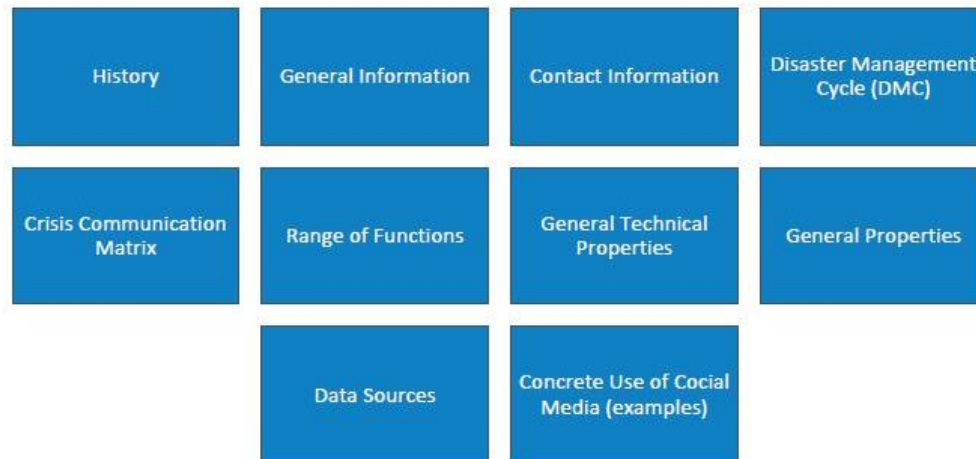 History
General Information
Contact Information
Disaster Management
Cycle (DMC)
Crisis Communication
Matrix
Range of Functions
General Technical
Properties
General Properties
Data Sources
Concrete Use of Cocial
Media (examples)